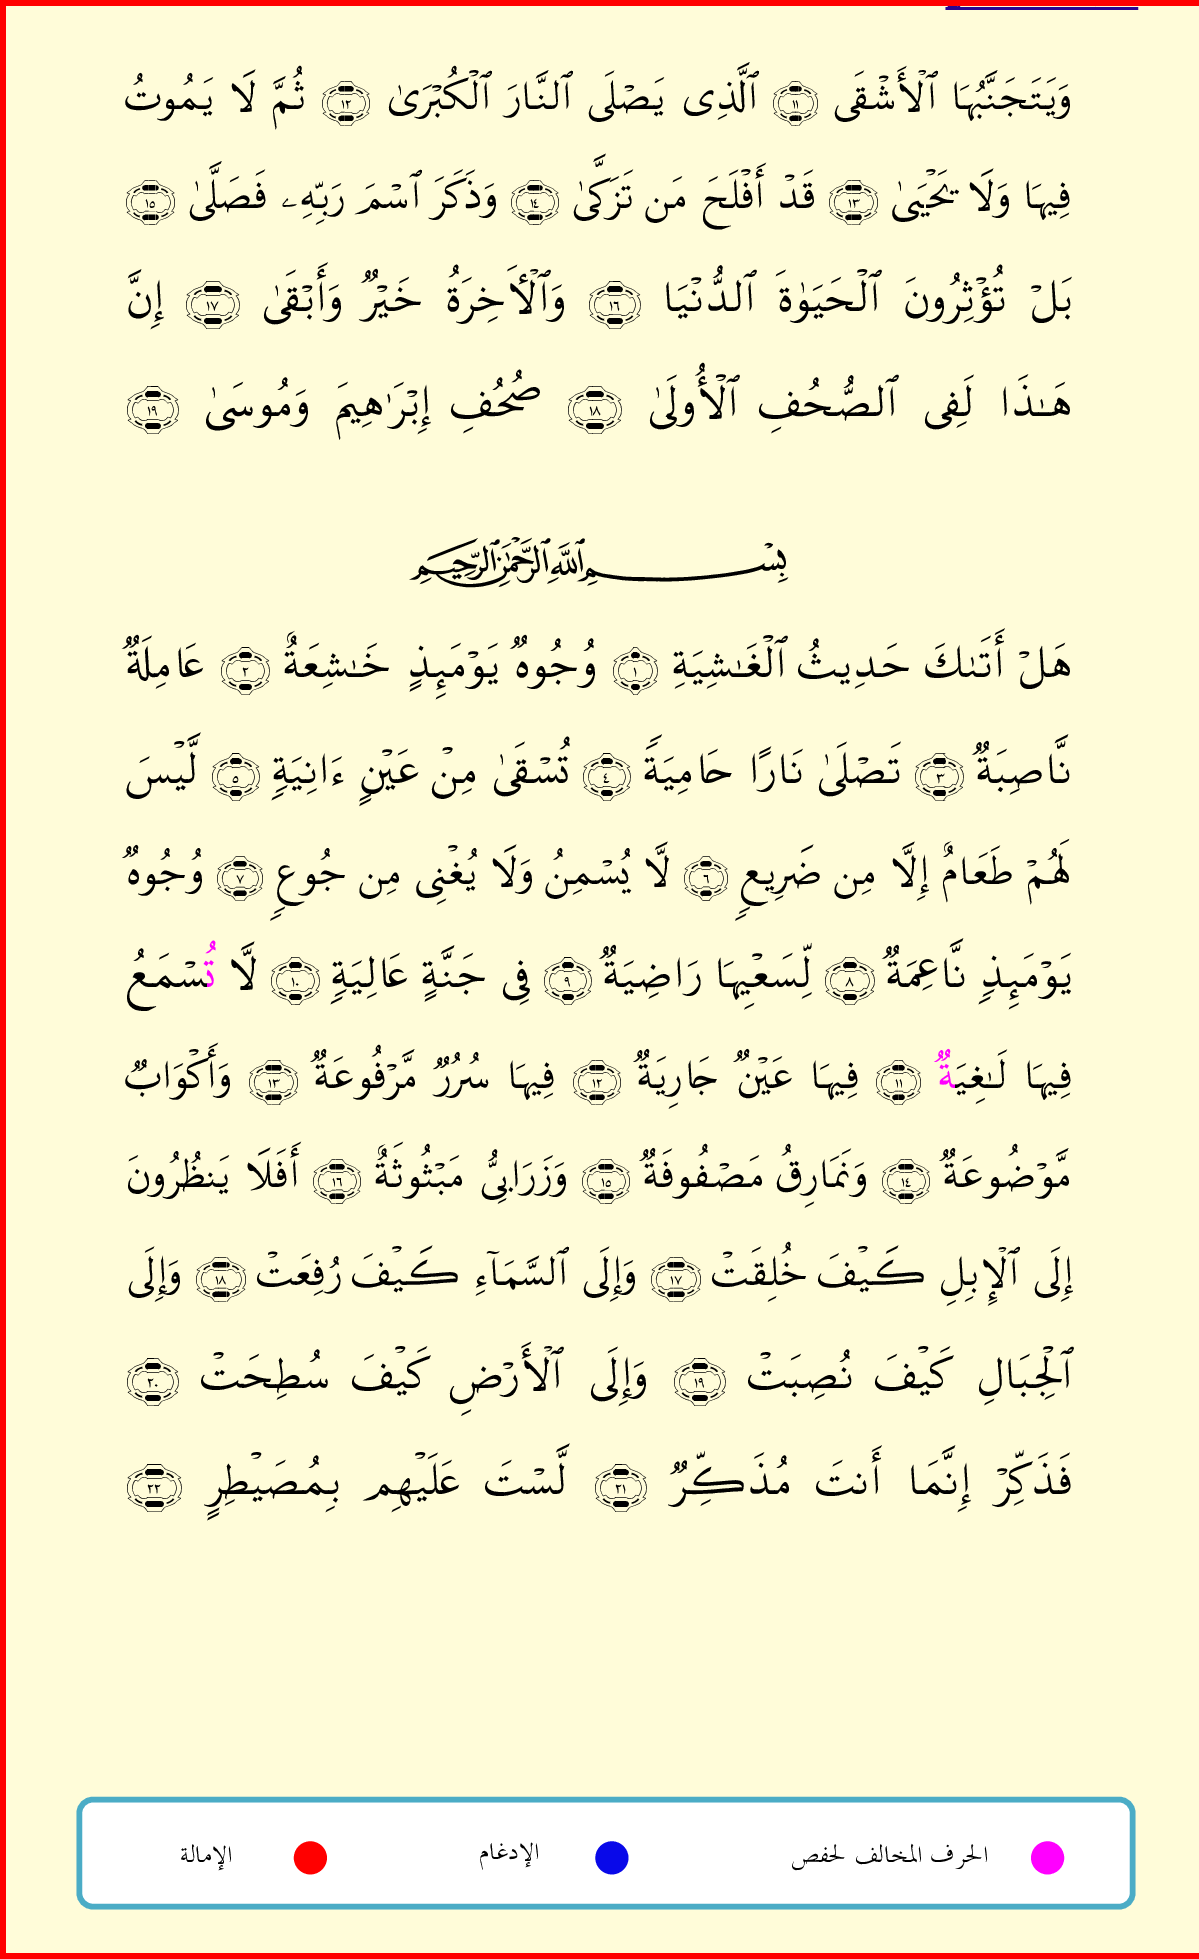 وَيَتَجَنَّبُهَا ٱلْأَشْقَى ١١ ٱلَّذِى يَصْلَى ٱلنَّارَ ٱلْكُبْرَىٰ ١٢ ثُمَّ لَا يَمُوتُ
فِيهَا وَلَا يَحْيَىٰ ١٣ قَدْ أَفْلَحَ مَن تَزَكَّىٰ ١٤ وَذَكَرَ ٱسْمَ رَبِّهِۦ فَصَلَّىٰ ١٥
بَلْ تُؤْثِرُونَ ٱلْحَيَوٰةَ ٱلدُّنْيَا ١٦ وَٱلْـَٔاخِرَةُ خَيْرٌ وَأَبْقَىٰ ١٧ إِنَّ
هَـٰذَا لَفِى ٱلصُّحُفِ ٱلْأُولَىٰ ١٨ صُحُفِ إِبْرَٰهِيمَ وَمُوسَىٰ ١٩
بِسْمِ ٱللَّهِ ٱلرَّحْمَـٰنِ ٱلرَّحِيمِ
هَلْ أَتَىٰكَ حَدِيثُ ٱلْغَـٰشِيَةِ ١ وُجُوهٌ يَوْمَئِذٍ خَـٰشِعَةٌ ٢ عَامِلَةٌ
نَّاصِبَةٌ ٣ تَصْلَىٰ نَارًا حَامِيَةً ٤ تُسْقَىٰ مِنْ عَيْنٍ ءَانِيَةٍ ٥ لَّيْسَ
لَهُمْ طَعَامٌ إِلَّا مِن ضَرِيعٍ ٦ لَّا يُسْمِنُ وَلَا يُغْنِى مِن جُوعٍ ٧ وُجُوهٌ
يَوْمَئِذٍ نَّاعِمَةٌ ٨ لِّسَعْيِهَا رَاضِيَةٌ ٩ فِى جَنَّةٍ عَالِيَةٍ ١٠ لَّا تُسْمَعُ
فِيهَا لَـٰغِيَةٌ ١١ فِيهَا عَيْنٌ جَارِيَةٌ ١٢ فِيهَا سُرُرٌ مَّرْفُوعَةٌ ١٣ وَأَكْوَابٌ
مَّوْضُوعَةٌ ١٤ وَنَمَارِقُ مَصْفُوفَةٌ ١٥ وَزَرَابِىُّ مَبْثُوثَةٌ ١٦ أَفَلَا يَنظُرُونَ
إِلَى ٱلْإِبِلِ كَيْفَ خُلِقَتْ ١٧ وَإِلَى ٱلسَّمَآءِ كَيْفَ رُفِعَتْ ١٨ وَإِلَى
ٱلْجِبَالِ كَيْفَ نُصِبَتْ ١٩ وَإِلَى ٱلْأَرْضِ كَيْفَ سُطِحَتْ ٢٠
فَذَكِّرْ إِنَّمَا أَنتَ مُذَكِّرٌ ٢١ لَّسْتَ عَلَيْهِم بِمُصَيْطِرٍ ٢٢
الحرف المخالف لحفص الإدغام الإمالة